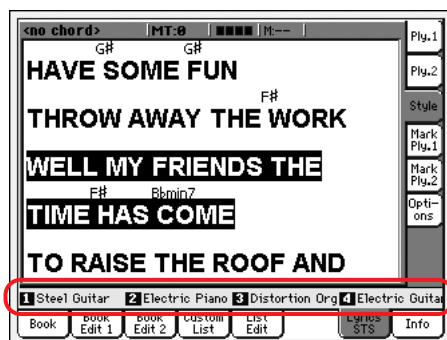 <no chord> MT:0 M:--
G# G#
HAVE SOME FUN
F#
THROW AWAY THE WORK
WELL MY FRIENDS THE
F# Bbmin7
TIME HAS COME
TO RAISE THE ROOF AND
1 Steel Guitar 2 Electric Piano 3 Distortion Org 4 Electric Guitar
Book Book Edit 1 Book Edit 2 Custom List List Edit Lyrics STS Info
Ply.1
Ply.2
Style
Mark Ply.1
Mark Ply.2
Opti-ons